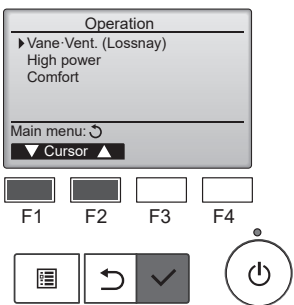 Operation
Vane·Vent. (Lossnay)
High power
Comfort
Main menu:
Cursor
F1 F2 F3 F4